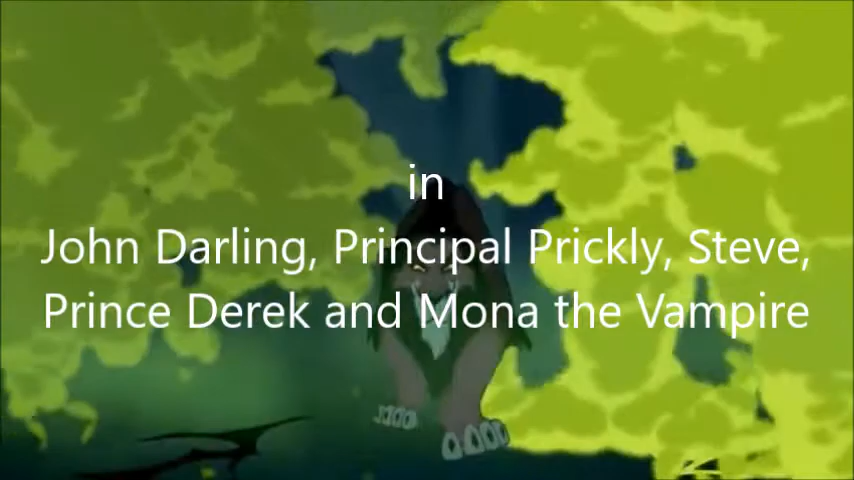 in
John Darling, Principal Prickly, Steve,
Prince Derek and Mona the Vampire